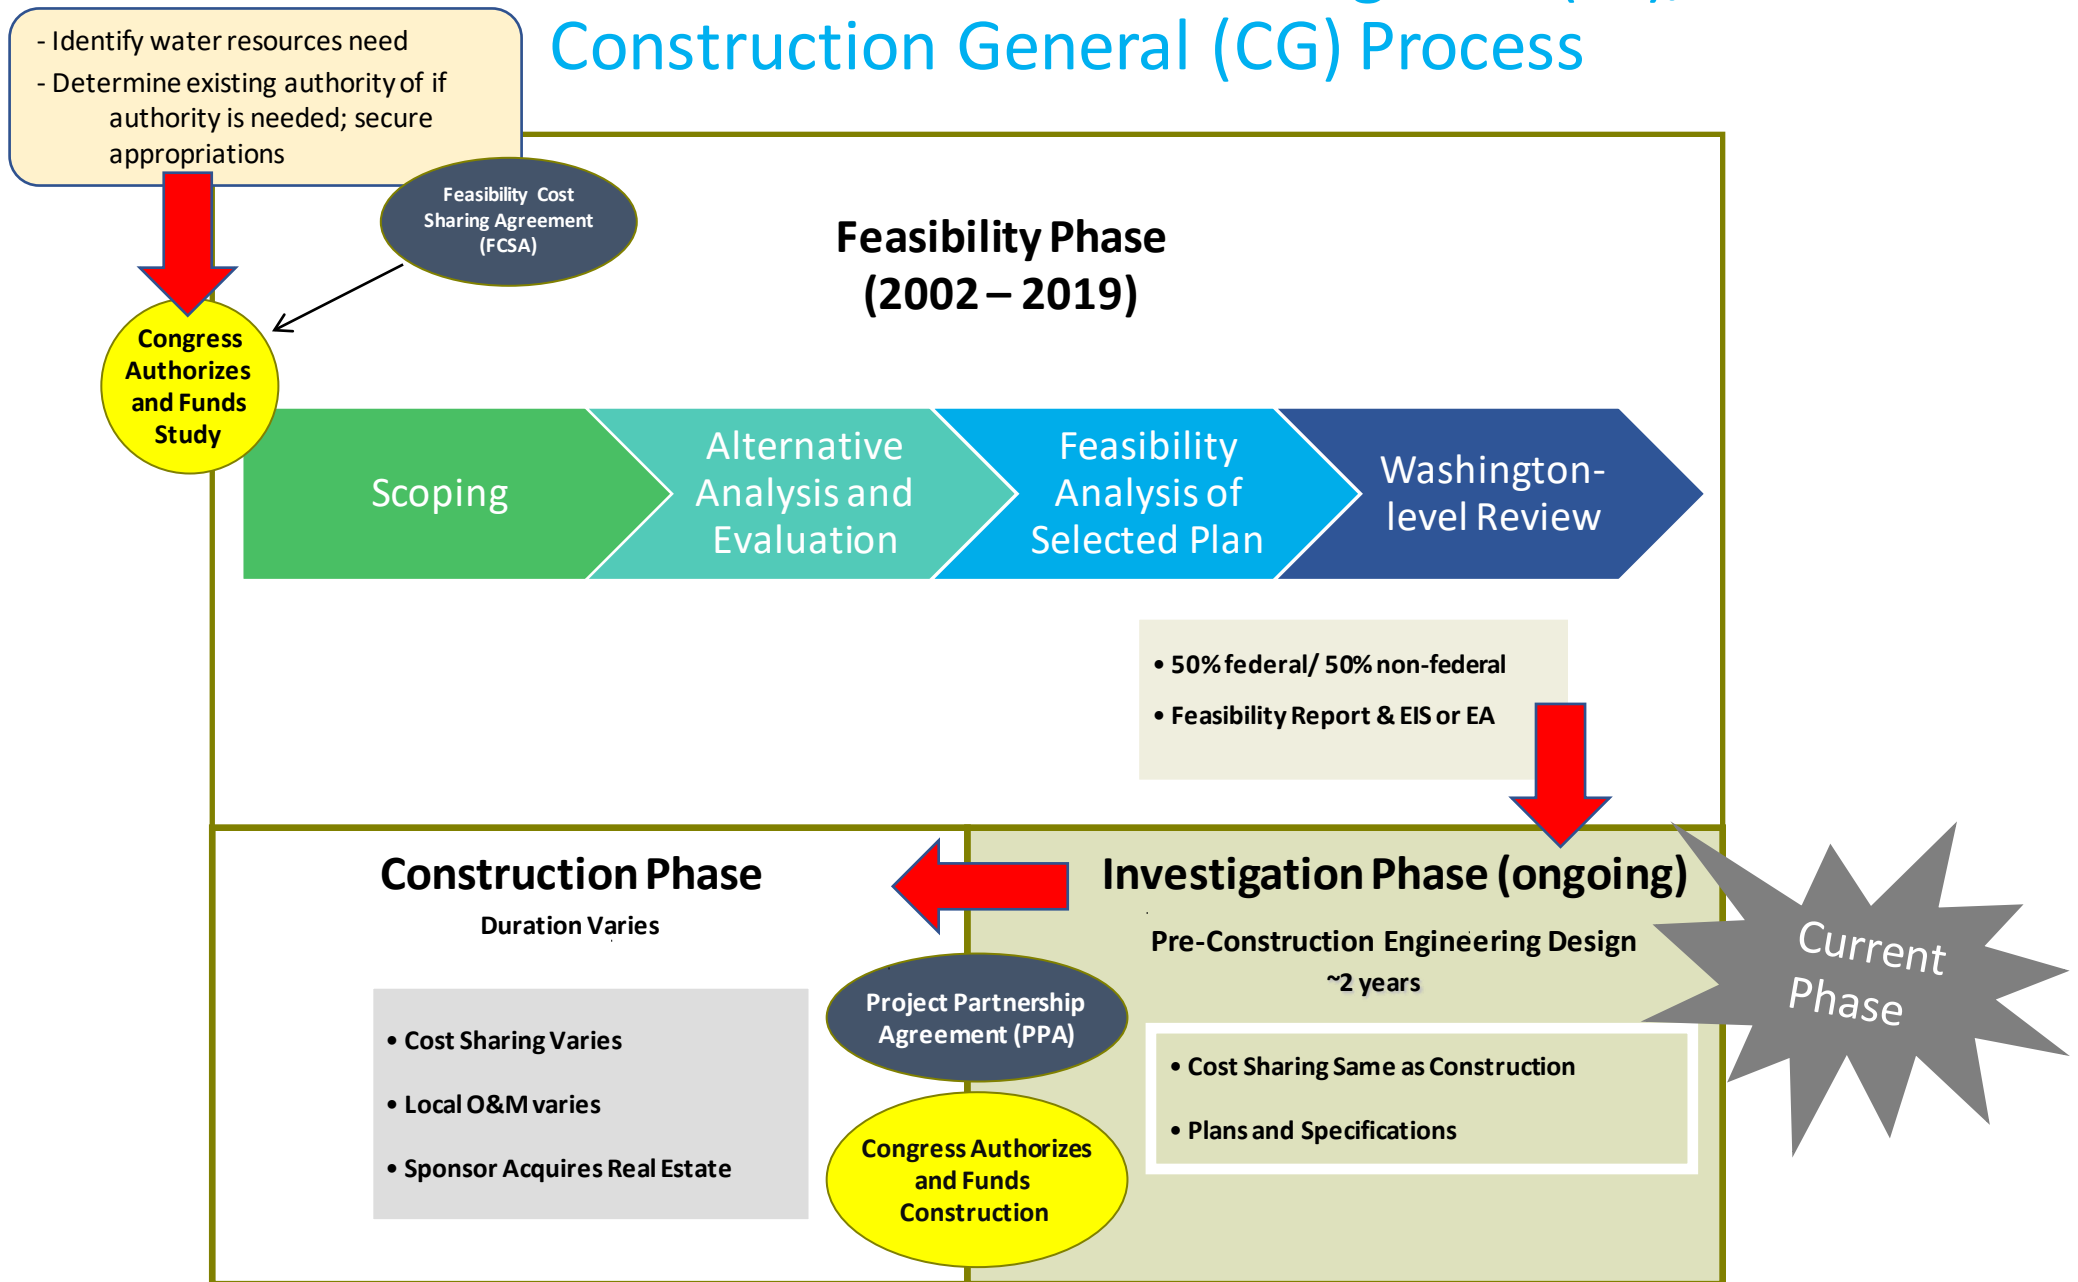 Construction General (CG) Process
- Identify water resources need
- Determine existing authority of if
authority is needed; secure
appropriations
Feasibility Cost
Sharing Agreement
(FCSA)
Feasibility Phase
(2002 – 2019)
Congress
Authorizes
and Funds
Study
Scoping
Alternative
Analysis and
Evaluation
Feasibility
Analysis of
Selected Plan
Washington-
level Review
• 50% federal/ 50% non-federal
• Feasibility Report & EIS or EA
Construction Phase
Duration Varies
• Cost Sharing Varies
• Local O&M varies
• Sponsor Acquires Real Estate
Project Partnership
Agreement (PPA)
Congress Authorizes
and Funds
Construction
Investigation Phase (ongoing)
Pre-Construction Engineering Design
~2 years
• Cost Sharing Same as Construction
• Plans and Specifications
Current
Phase